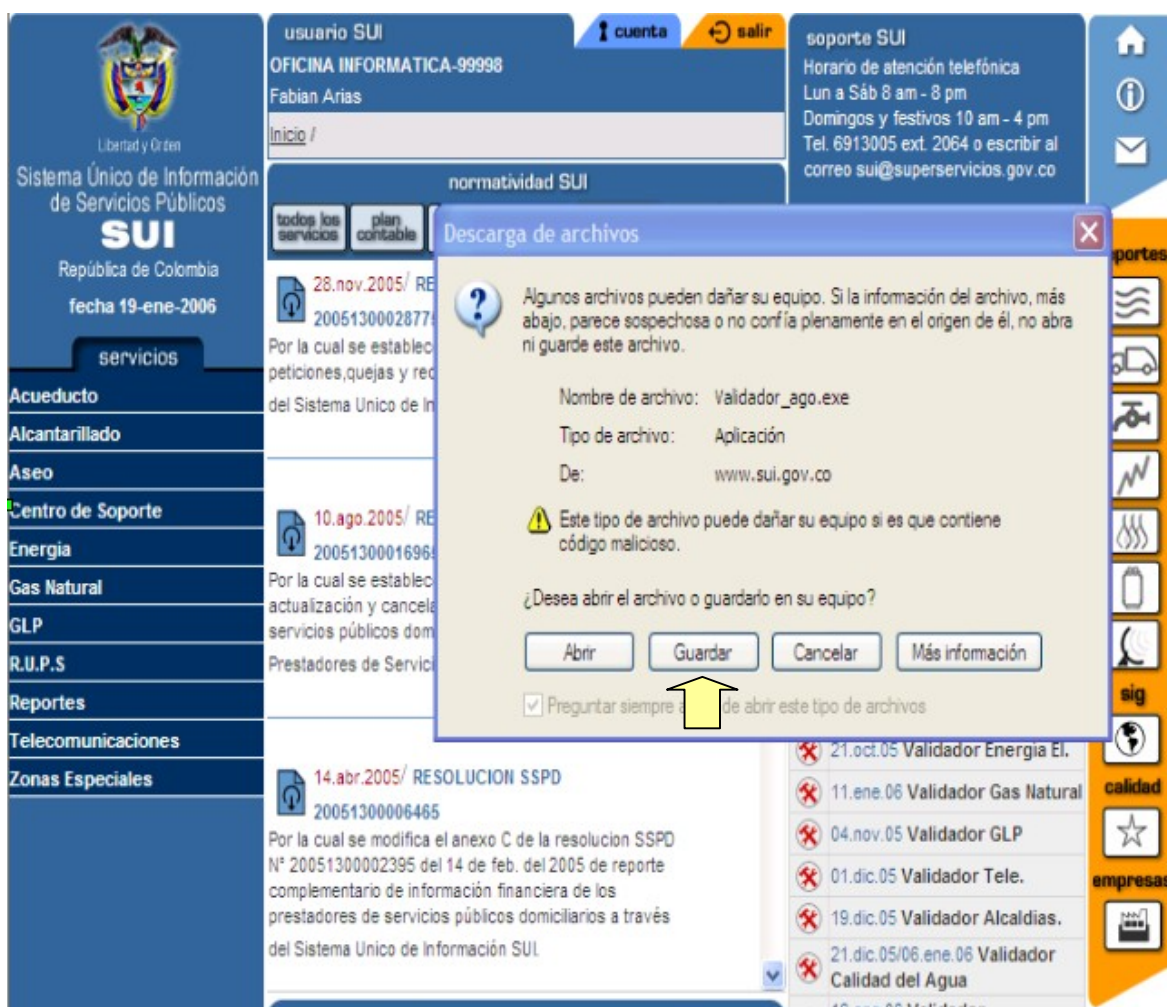 Libertad y Orden
Sistema Único de Información
de Servicios Públicos
SUI
República de Colombia
fecha 19-ene-2006
servicios
Acueducto
Alcantarillado
Aseo
Centro de Soporte
Energia
Gas Natural
GLP
R.U.P.S
Reportes
Telecomunicaciones
Zonas Especiales
usuario SUI
cuenta
salir
OFICINA INFORMATICA-99998
Fabian Arias
Inicio /
soporte SUI
Horario de atención telefónica
Lun a Sáb 8 am - 8 pm
Domingos y festivos 10 am - 4 pm
Tel. 6913005 ext. 2064 o escribir al
correo sui@superservicios.gov.co
normatividad SUI
todos los servicios
plan contable
28.nov.2005/ RE
2005130002877
Por la cual se establec
peticiones,quejas y rec
del Sistema Unico de In
10.ago.2005/ RE
2005130001696
Por la cual se establec
actualización y cancela
servicios públicos dom
Prestadores de Servici
14.abr.2005/ RESOLUCION SSPD
20051300006465
Por la cual se modifica el anexo C de la resolucion SSPD
N° 20051300002395 del 14 de feb. del 2005 de reporte
complementario de información financiera de los
prestadores de servicios públicos domiciliarios a través
del Sistema Unico de Información SUI.
Descarga de archivos
Algunos archivos pueden dañar su equipo. Si la información del archivo, más
abajo, parece sospechosa o no confía plenamente en el origen de él, no abra
ni guarde este archivo.
Nombre de archivo: Validador_ago.exe
Tipo de archivo: Aplicación
De: www.sui.gov.co
Este tipo de archivo puede dañar su equipo si es que contiene
código malicioso.
¿Desea abrir el archivo o guardarlo en su equipo?
Abrir Guardar Cancelar Más información
Preguntar siempre a de abrir este tipo de archivos
21.oct.05 Validador Energia El.
11.ene.06 Validador Gas Natural
04.nov.05 Validador GLP
01.dic.05 Validador Tele.
19.dic.05 Validador Alcaldias.
21.dic.05/06.ene.06 Validador
Calidad del Agua
portes
sig
calidad
empresas